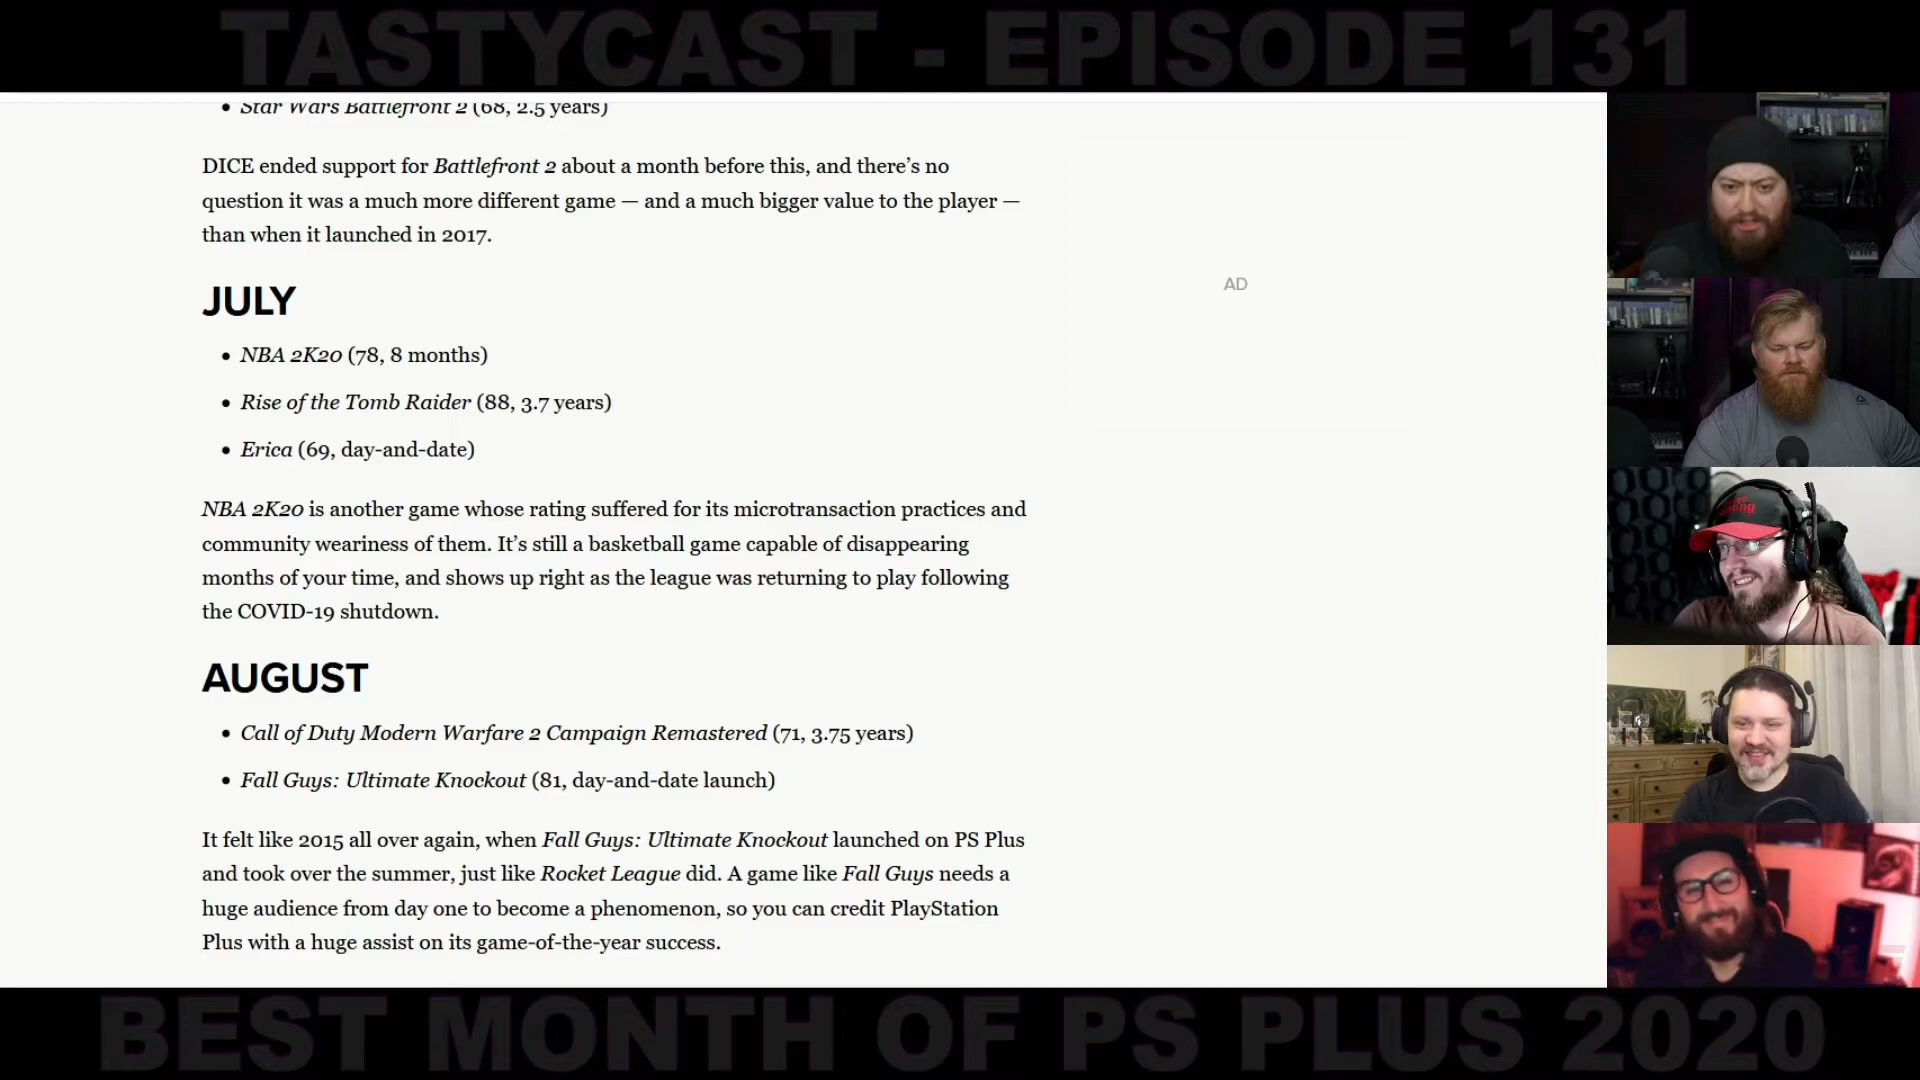 TASTYCAST - EPISODE 131
• Star Wars Battlefront 2 (68, 2.5 years)
DICE ended support for Battlefront 2 about a month before this, and there’s no
question it was a much more different game — and a much bigger value to the player —
than when it launched in 2017.
JULY
• NBA 2K20 (78, 8 months)
• Rise of the Tomb Raider (88, 3.7 years)
• Erica (69, day-and-date)
NBA 2K20 is another game whose rating suffered for its microtransaction practices and
community weariness of them. It’s still a basketball game capable of disappearing
months of your time, and shows up right as the league was returning to play following
the COVID-19 shutdown.
AUGUST
• Call of Duty Modern Warfare 2 Campaign Remastered (71, 3.75 years)
• Fall Guys: Ultimate Knockout (81, day-and-date launch)
It felt like 2015 all over again, when Fall Guys: Ultimate Knockout launched on PS Plus
and took over the summer, just like Rocket League did. A game like Fall Guys needs a
huge audience from day one to become a phenomenon, so you can credit PlayStation
Plus with a huge assist on its game-of-the-year success.
AD
BEST MONTH OF PS PLUS 2020